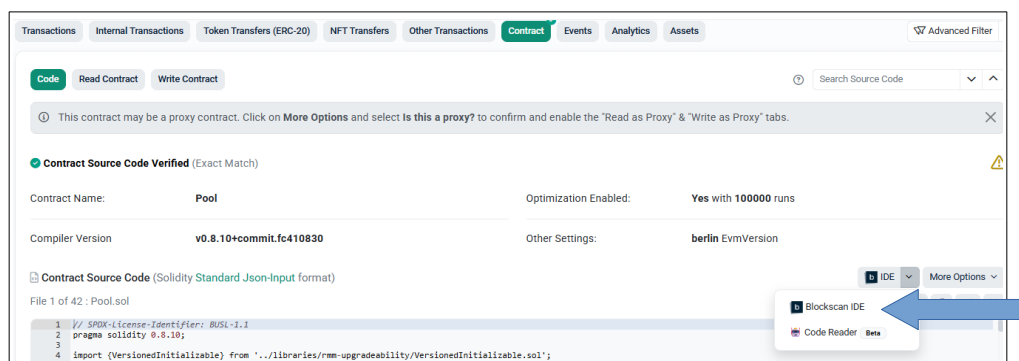 Transactions Internal Transactions Token Transfers (ERC-20) NFT Transfers Other Transactions Contract Events Analytics Assets Advanced Filter
Code Read Contract Write Contract Search Source Code
This contract may be a proxy contract. Click on More Options and select Is this a proxy? to confirm and enable the "Read as Proxy" & "Write as Proxy" tabs.
Contract Source Code Verified (Exact Match)
Contract Name: Pool Optimization Enabled: Yes with 100000 runs
Compiler Version v0.8.10+commit.fc410830 Other Settings: berlin EvmVersion
Contract Source Code (Solidity Standard Json-Input format) b IDE More Options
File 1 of 42 : Pool.sol
b Blockscan IDE
Code Reader Beta
1 // SPDX-License-Identifier: BUSL-1.1
2 pragma solidity 0.8.10;
3
4 import {VersionedInitializable} from '../libraries/rmm-upgradeability/VersionedInitializable.sol';